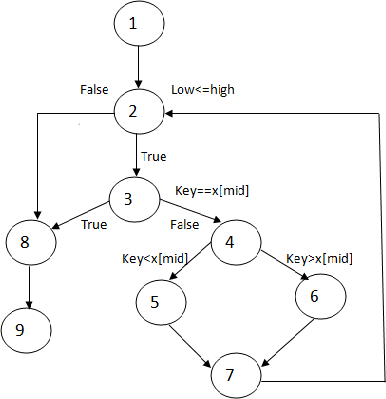 1
False
Low<=high
2
True
3
Key==x[mid]
True
False
8
4
Key<x[mid]
Key>x[mid]
5
6
9
7